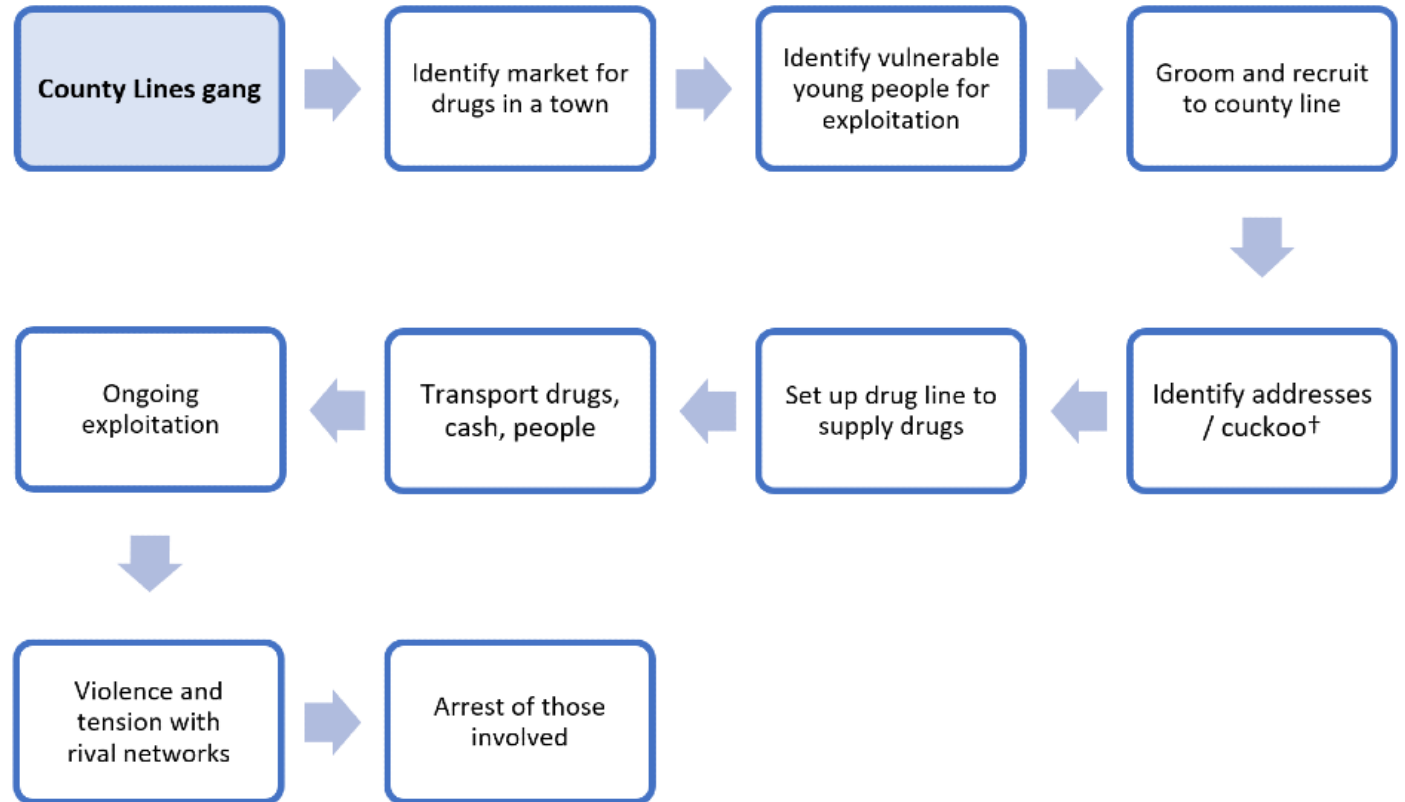 County Lines gang
Identify market for
drugs in a town
Identify vulnerable
young people for
exploitation
Groom and recruit
to county line
Identify addresses
/ cuckoo†
Set up drug line to
supply drugs
Transport drugs,
cash, people
Ongoing
exploitation
Violence and
tension with
rival networks
Arrest of those
involved